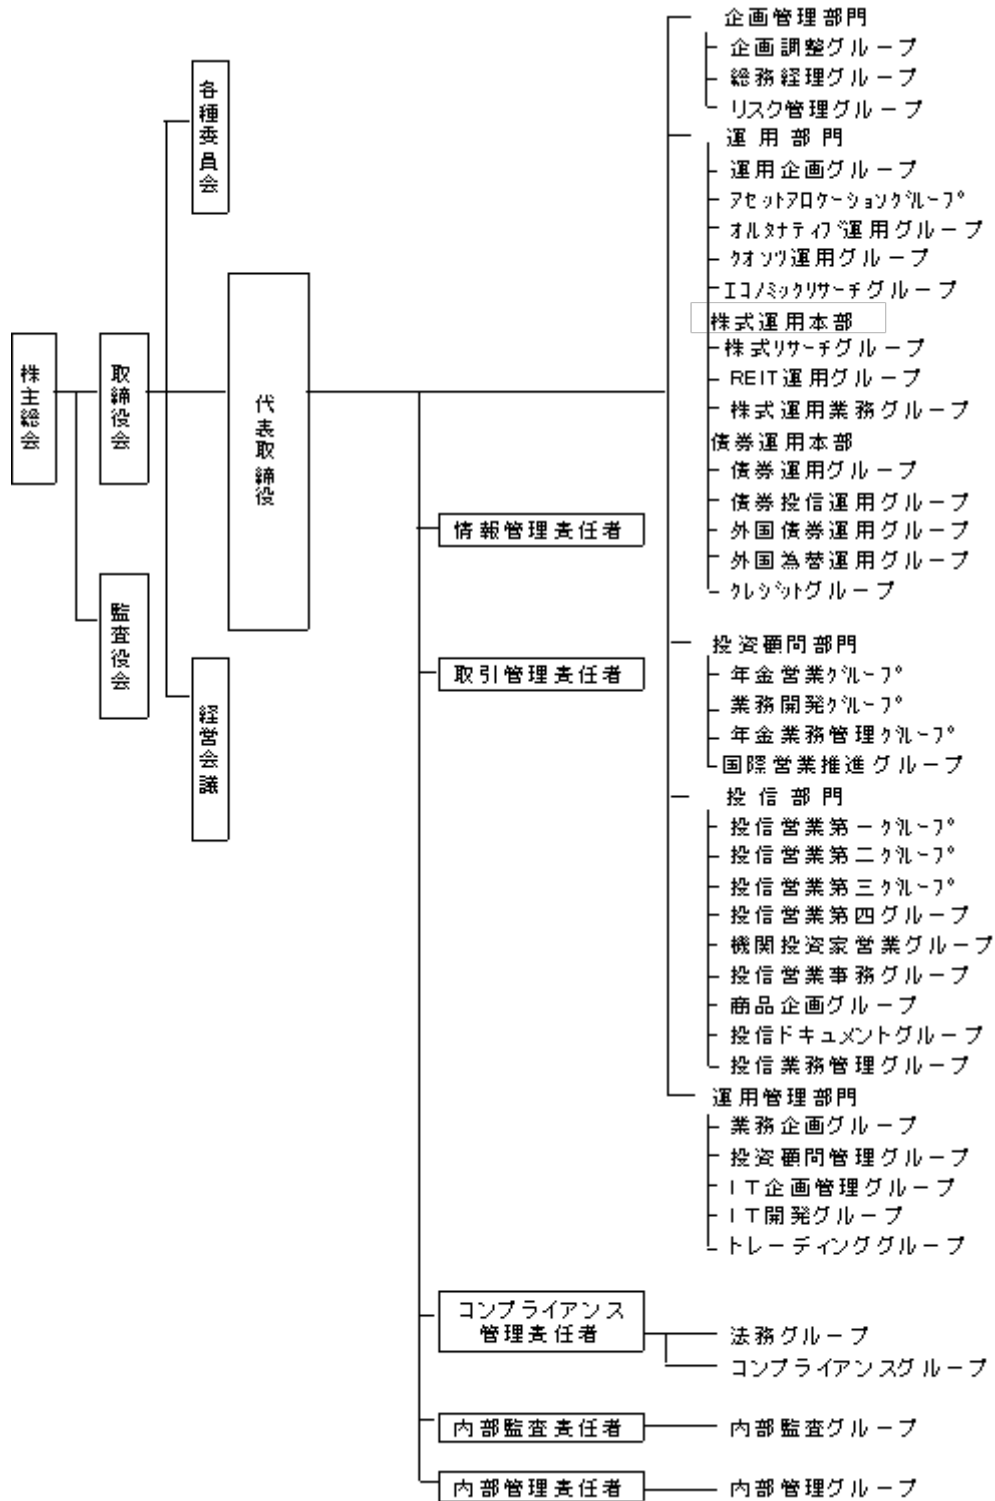 株主総会
取締役会
監査役会
各種委員会
代表取締役
経営会議
情報管理責任者
取引管理責任者
コンプライアンス
管理責任者
内部監査責任者
内部管理責任者
企画管理部門
企画調整グループ
総務経理グループ
リスク管理グループ
運用部門
運用企画グループ
ｱｾｯﾄｱﾛｹｰｼｮﾝｸﾞﾙｰﾌﾟ
ｵﾙﾀﾅﾃｨﾌﾞ運用グループ
ｸｵﾝﾂ運用グループ
ｴｺﾉﾐｯｸﾘｻｰﾁグループ
株式運用本部
株式ﾘｻｰﾁグループ
REIT運用グループ
株式運用業務グループ
債券運用本部
債券運用グループ
債券投信運用グループ
外国債券運用グループ
外国為替運用グループ
ｸﾚｼﾞｯﾄグループ
投資顧問部門
年金営業ｸﾞﾙｰﾌﾟ
業務開発ｸﾞﾙｰﾌﾟ
年金業務管理ｸﾞﾙｰﾌﾟ
国際営業推進グループ
投信部門
投信営業第一ｸﾞﾙｰﾌﾟ
投信営業第二ｸﾞﾙｰﾌﾟ
投信営業第三ｸﾞﾙｰﾌﾟ
投信営業第四グループ
機関投資家営業グループ
投信営業事務グループ
商品企画グループ
投信ドキュメントグループ
投信業務管理グループ
運用管理部門
業務企画グループ
投資顧問管理グループ
ＩＴ企画管理グループ
ＩＴ開発グループ
トレーディンググループ
法務グループ
コンプライアンスグループ
内部監査グループ
内部管理グループ